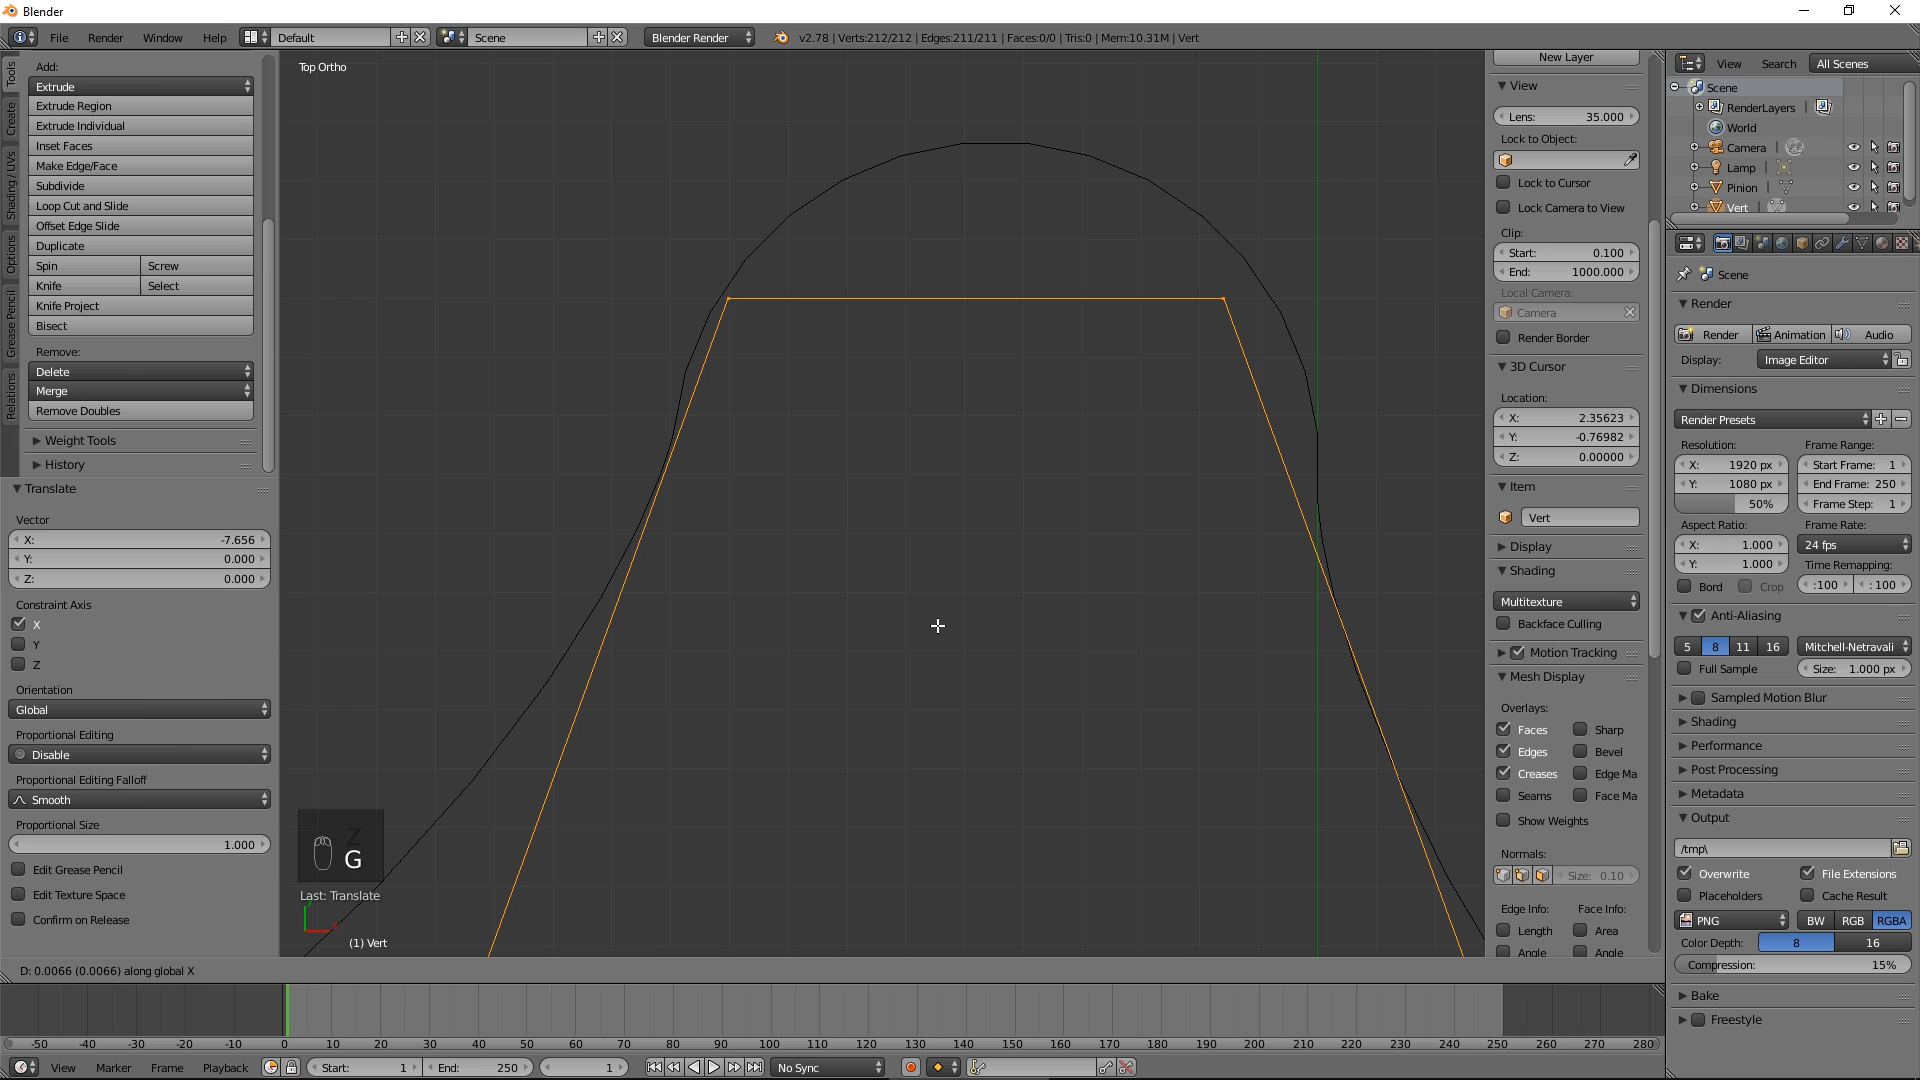 Blender
File Render Window Help Default Scene Blender Render v2.78 | Verts:212/212 | Edges:211/211 | Faces:0/0 | Tris:0 | Mem:10.31M | Vert
Tools
Create
Shading / UVs
Options
Grease Pencil
Relations
Add:
Extrude
Extrude Region
Extrude Individual
Inset Faces
Make Edge/Face
Subdivide
Loop Cut and Slide
Offset Edge Slide
Duplicate
Spin Screw
Knife Select
Knife Project
Bisect
Remove:
Delete
Merge
Remove Doubles
Weight Tools
History
Translate
Vector
X: -7.656
Y: 0.000
Z: 0.000
Constraint Axis
X
Y
Z
Orientation
Global
Proportional Editing
Disable
Proportional Editing Falloff
Smooth
Proportional Size
1.000
Edit Grease Pencil
Edit Texture Space
Confirm on Release
Top Ortho
Z
G
Last: Translate
(1) Vert
D: 0.0066 (0.0066) along global X
New Layer
View
Lens: 35.000
Lock to Object:
Lock to Cursor
Lock Camera to View
Clip:
Start: 0.100
End: 1000.000
Local Camera:
Camera
Render Border
3D Cursor
Location:
X: 2.35623
Y: -0.76982
Z: 0.00000
Item
Vert
Display
Shading
Multitexture
Backface Culling
Motion Tracking
Mesh Display
Overlays:
Faces Sharp
Edges Bevel
Creases Edge Ma
Seams Face Ma
Show Weights
Normals:
Size: 0.10
Edge Info: Face Info:
Length Area
Angle Angle
View Search All Scenes
Scene
RenderLayers
World
Camera
Lamp
Pinion
Vert
Scene
Render
Render Animation Audio
Display: Image Editor
Dimensions
Render Presets
Resolution: Frame Range:
X: 1920 px Start Frame: 1
Y: 1080 px End Frame: 250
50% Frame Step: 1
Aspect Ratio: Frame Rate:
X: 1.000 24 fps
Y: 1.000 Time Remapping:
Bord Crop :100 : 100
Anti-Aliasing
5 8 11 16 Mitchell-Netravali
Full Sample Size: 1.000 px
Sampled Motion Blur
Shading
Performance
Post Processing
Metadata
Output
/tmp\
Overwrite File Extensions
Placeholders Cache Result
PNG BW RGB RGBA
Color Depth: 8 16
Compression: 15%
Bake
Freestyle
-50 -40 -30 -20 -10 0 10 20 30 40 50 60 70 80 90 100 110 120 130 140 150 160 170 180 190 200 210 220 230 240 250 260 270 280
View Marker Frame Playback Start: 1 End: 250 1 No Sync